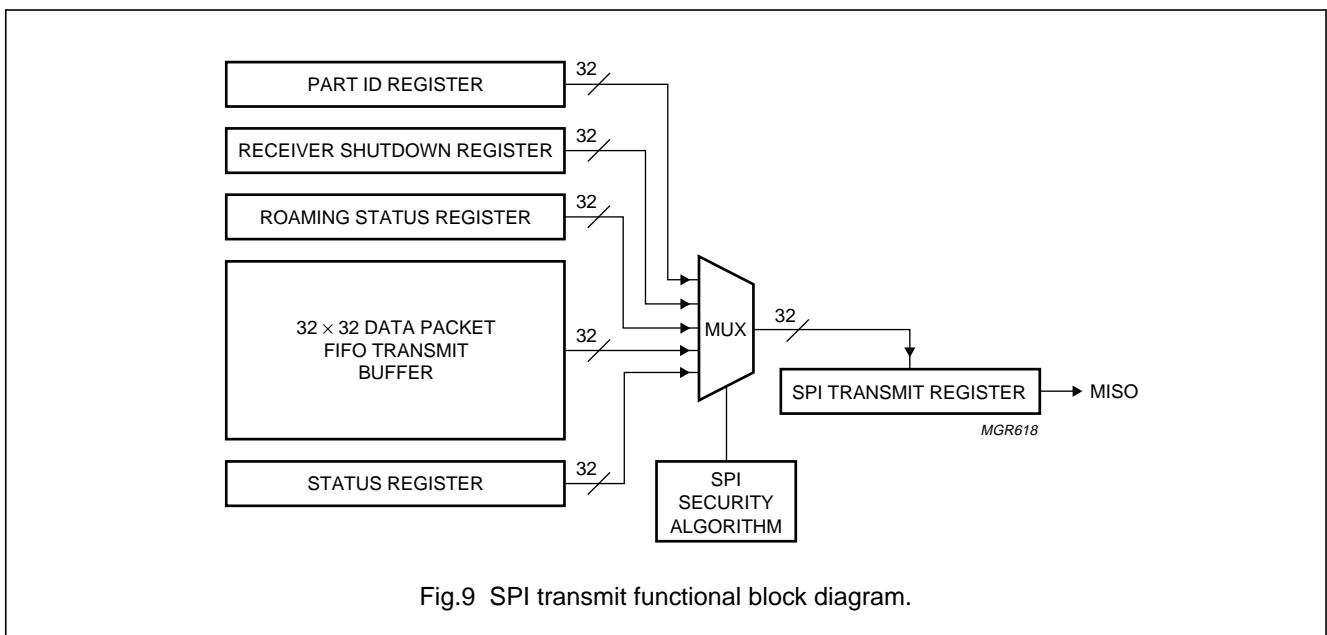 PART ID REGISTER
32
RECEIVER SHUTDOWN REGISTER
32
ROAMING STATUS REGISTER
32
32 × 32 DATA PACKET
FIFO TRANSMIT
BUFFER
32
STATUS REGISTER
32
MUX
32
SPI TRANSMIT REGISTER
MISO
MGR618
SPI
SECURITY
ALGORITHM
Fig.9 SPI transmit functional block diagram.